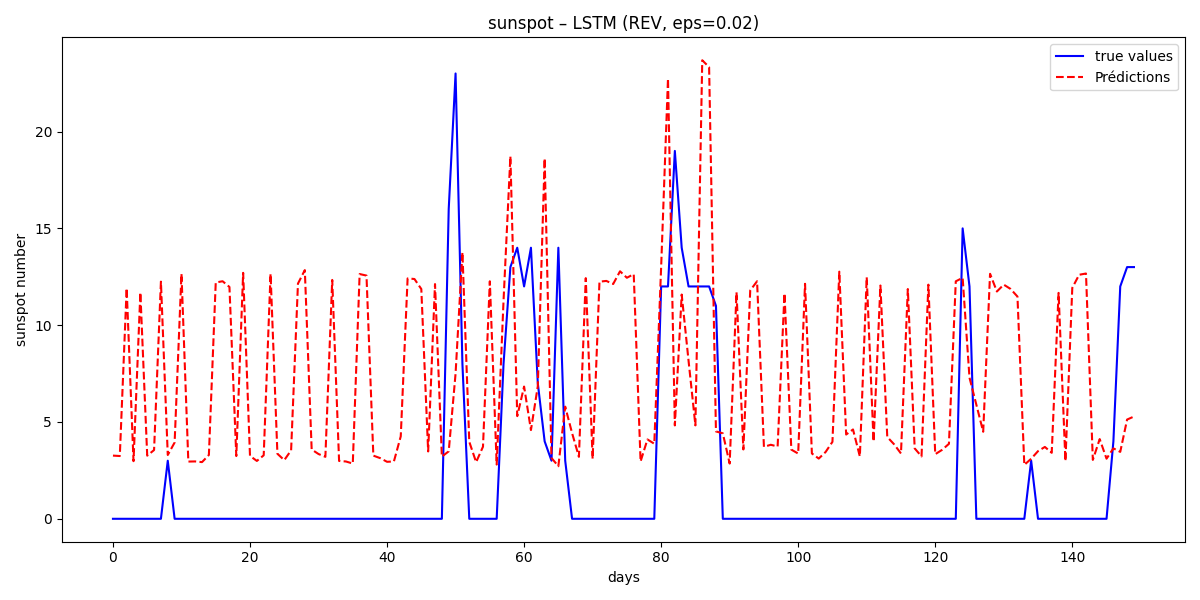 sunspot – LSTM (REV, eps=0.02)
true values
Prédictions
sunspot number
20
15
10
5
0
0 20 40 60 80 100 120 140
days